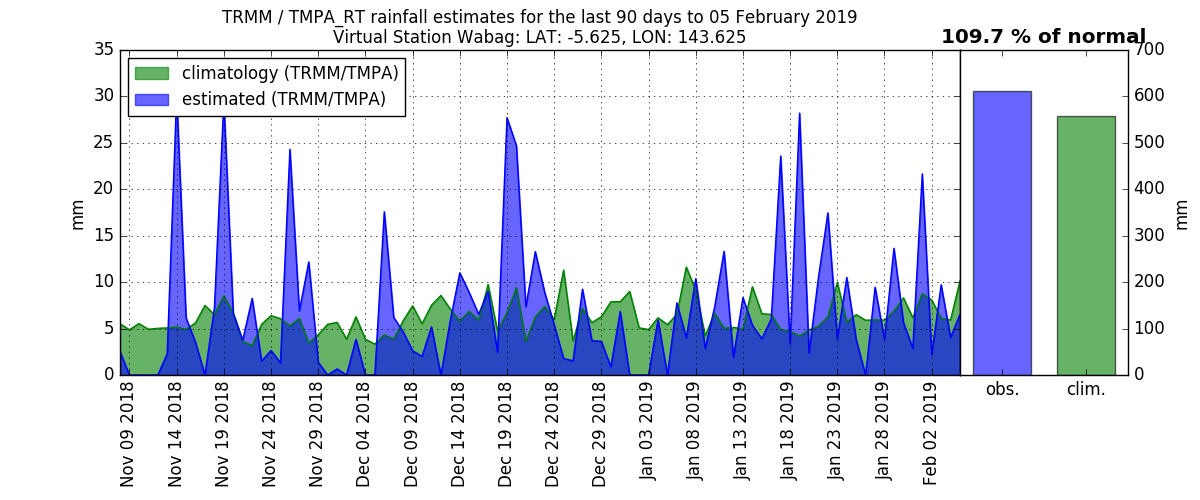 TRMM / TMPA_RT rainfall estimates for the last 90 days to 05 February 2019
Virtual Station Wabag: LAT: -5.625, LON: 143.625
109.7 % of normal
climatology (TRMM/TMPA)
estimated (TRMM/TMPA)
35
30
25
20
15
10
5
0
mm
700
600
500
400
300
200
100
0
mm
obs.
clim.
Nov 09 2018
Nov 14 2018
Nov 19 2018
Nov 24 2018
Nov 29 2018
Dec 04 2018
Dec 09 2018
Dec 14 2018
Dec 19 2018
Dec 24 2018
Dec 29 2018
Jan 03 2019
Jan 08 2019
Jan 13 2019
Jan 18 2019
Jan 23 2019
Jan 28 2019
Feb 02 2019